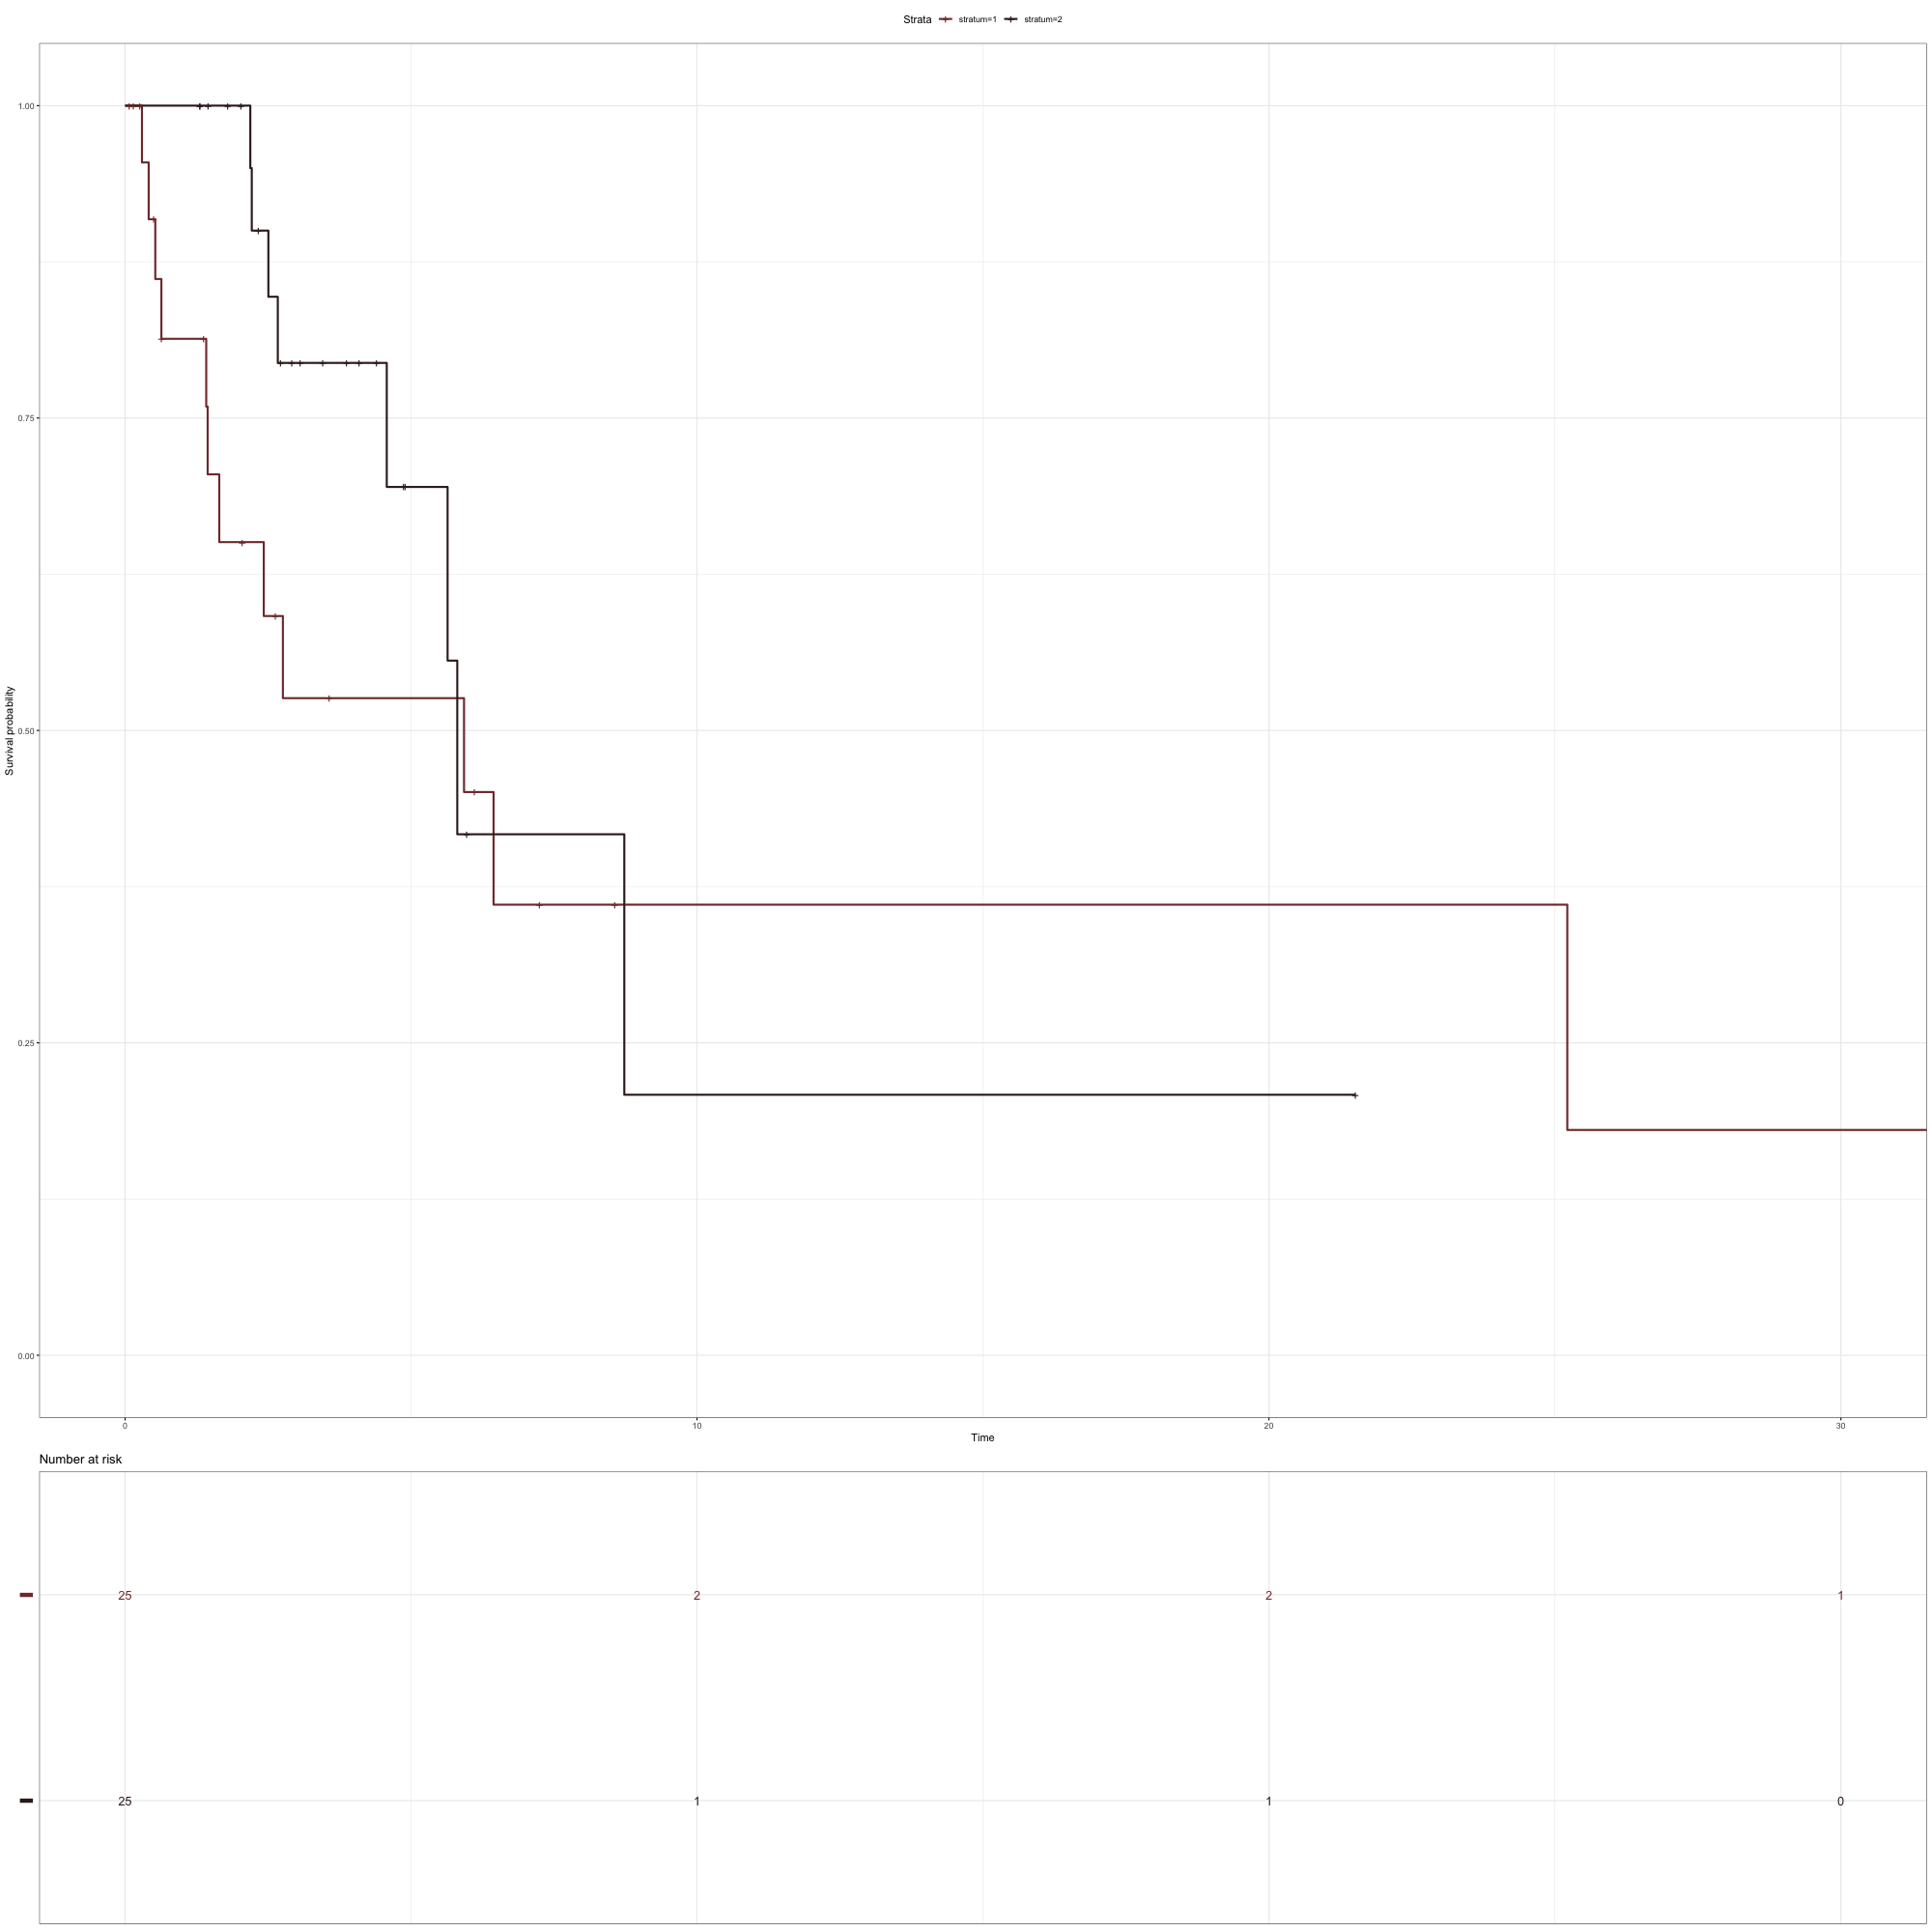 Strata stratum=1 stratum=2
1.00
0.75
0.50
0.25
0.00
Survival probability
0 10 20 30
Time
Number at risk
25 2 2 1
25 1 1 0